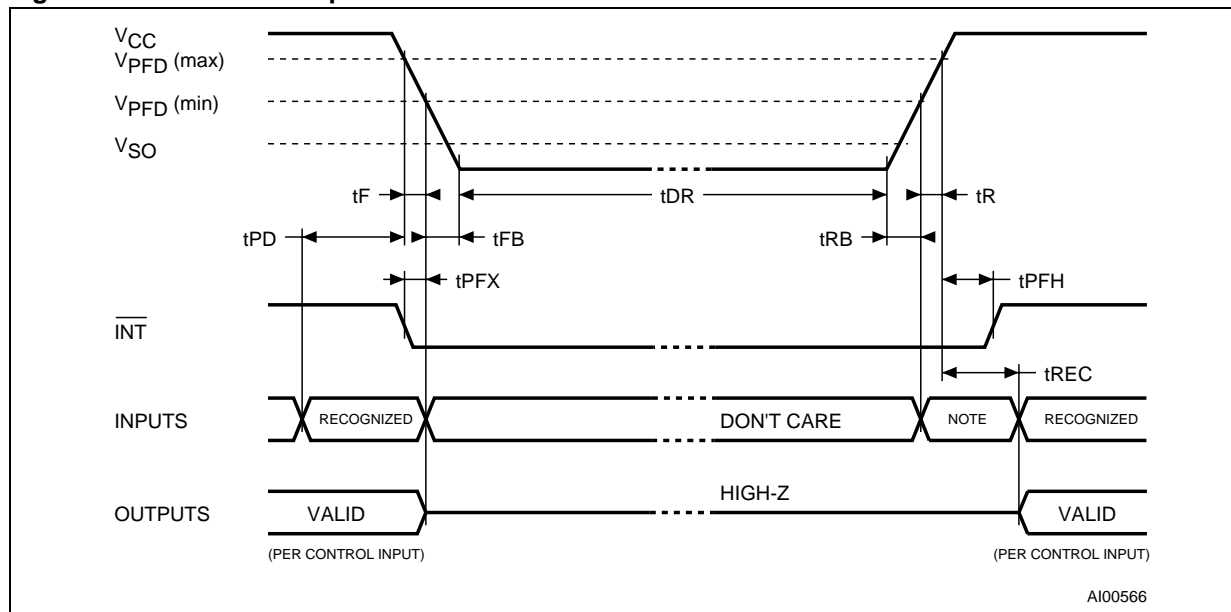 VCC
VPFD (max)
VPFD (min)
VSO
tF
tDR
tR
tPD
tFB
tRB
tPFX
tPFH
INT
tREC
INPUTS
RECOGNIZED
DON'T CARE
NOTE
RECOGNIZED
HIGH-Z
OUTPUTS
VALID
VALID
(PER CONTROL INPUT)
(PER CONTROL INPUT)
AI00566